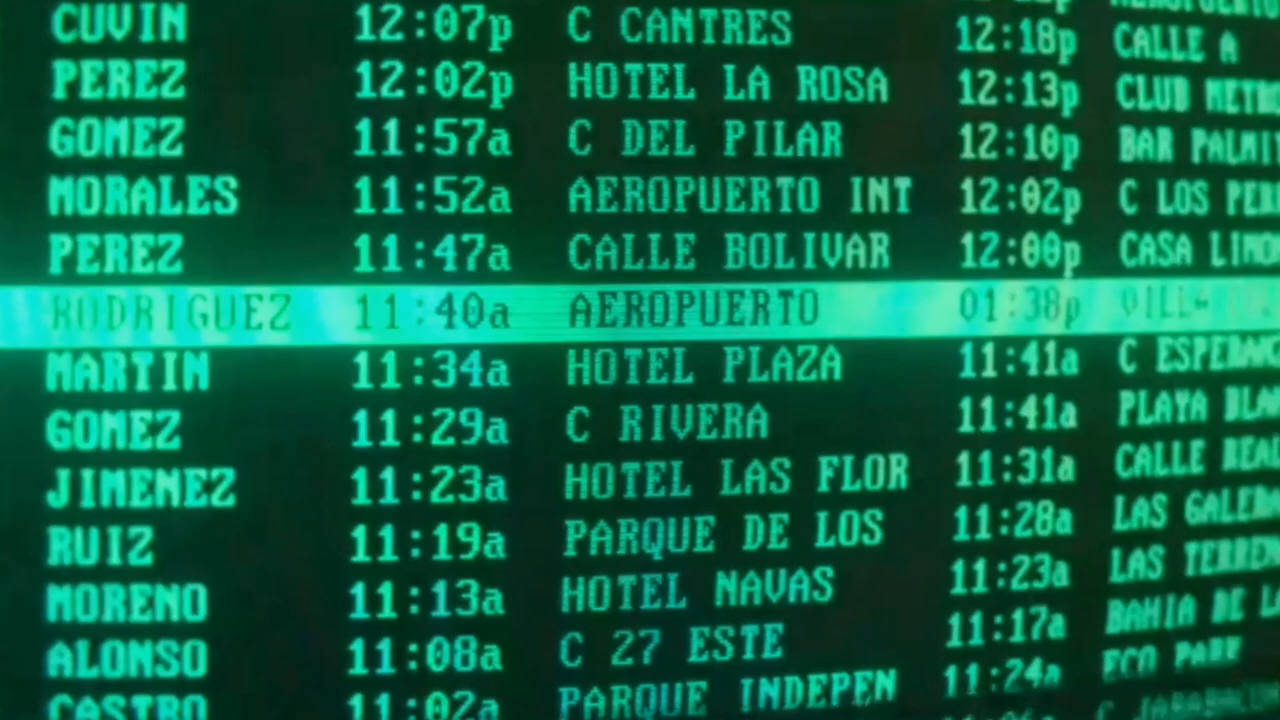 CUVIN 12:07p C CANTRES 12:18p CALLE A
PEREZ 12:02p HOTEL LA ROSA 12:13p CLUB
GOMEZ 11:57a C DEL PILAR 12:10p BAR
MORALES 11:52a AEROPUERTO INT 12:02p C LOS
PEREZ 11:47a CALLE BOLIVAR 12:00p CASA
RODRIGUEZ 11:40a AEROPUERTO 01:38p
MARTIN 11:34a HOTEL PLAZA 11:41a C
GOMEZ 11:29a C RIVERA 11:41a PLAYA
JIMENEZ 11:23a HOTEL LAS FLOR 11:31a CALLE REAL
RUIZ 11:19a PARQUE DE LOS 11:28a LAS
MORENO 11:13a HOTEL NAVAS 11:23a LAS
ALONSO 11:08a C 27 ESTE 11:17a BAHIA DE
CASTRO 11:02a PARQUE INDEPEN 11:24a ECO PARK